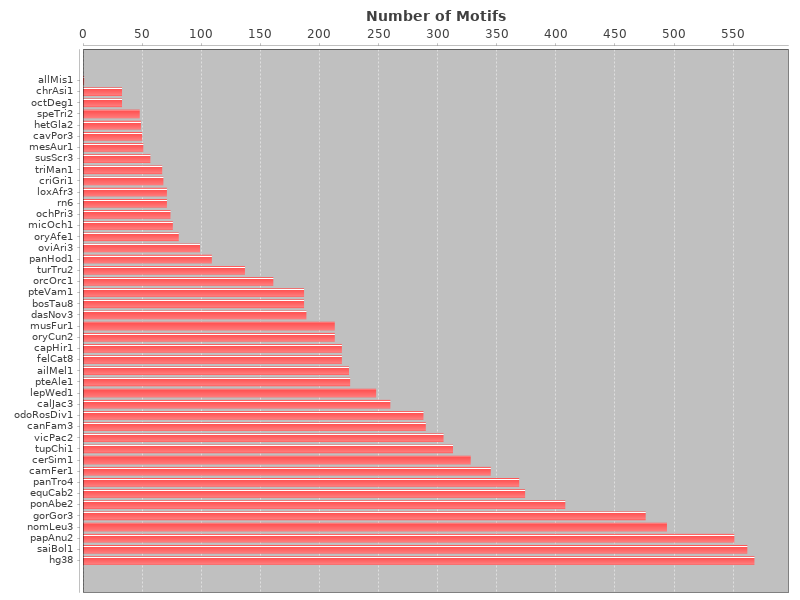 Number of Motifs
0 50 100 150 200 250 300 350 400 450 500 550
allMis1
chrAsi1
octDeg1
speTri2
hetGla2
cavPor3
mesAur1
susScr3
triMan1
criGri1
loxAfr3
rn6
ochPri3
micOch1
oryAfe1
oviAri3
panHod1
turTru2
orcOrc1
pteVam1
bosTau8
dasNov3
musFur1
oryCun2
capHir1
felCat8
ailMel1
pteAle1
lepWed1
calJac3
odoRosDiv1
canFam3
vicPac2
tupChi1
cerSim1
camFer1
panTro4
equCab2
ponAbe2
gorGor3
nomLeu3
papAnu2
saiBol1
hg38